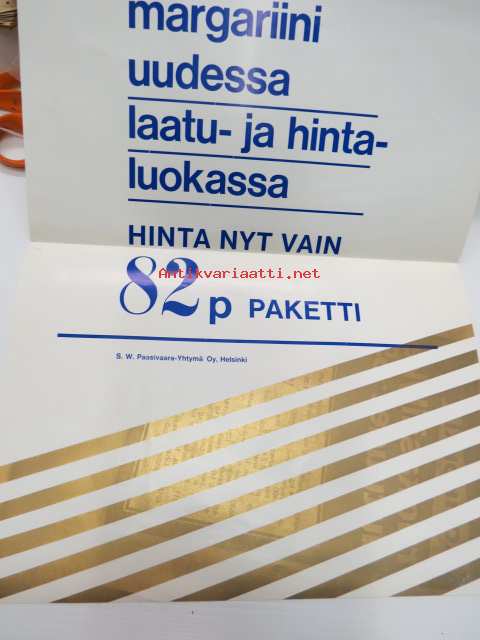 margariini
uudessa
laatu- ja hinta-
luokassa
HINTA NYT VAIN
Antikvariaatti.net
82 p PAKETTI
S. W. Paasivaara-Yhtymä Oy, Helsinki